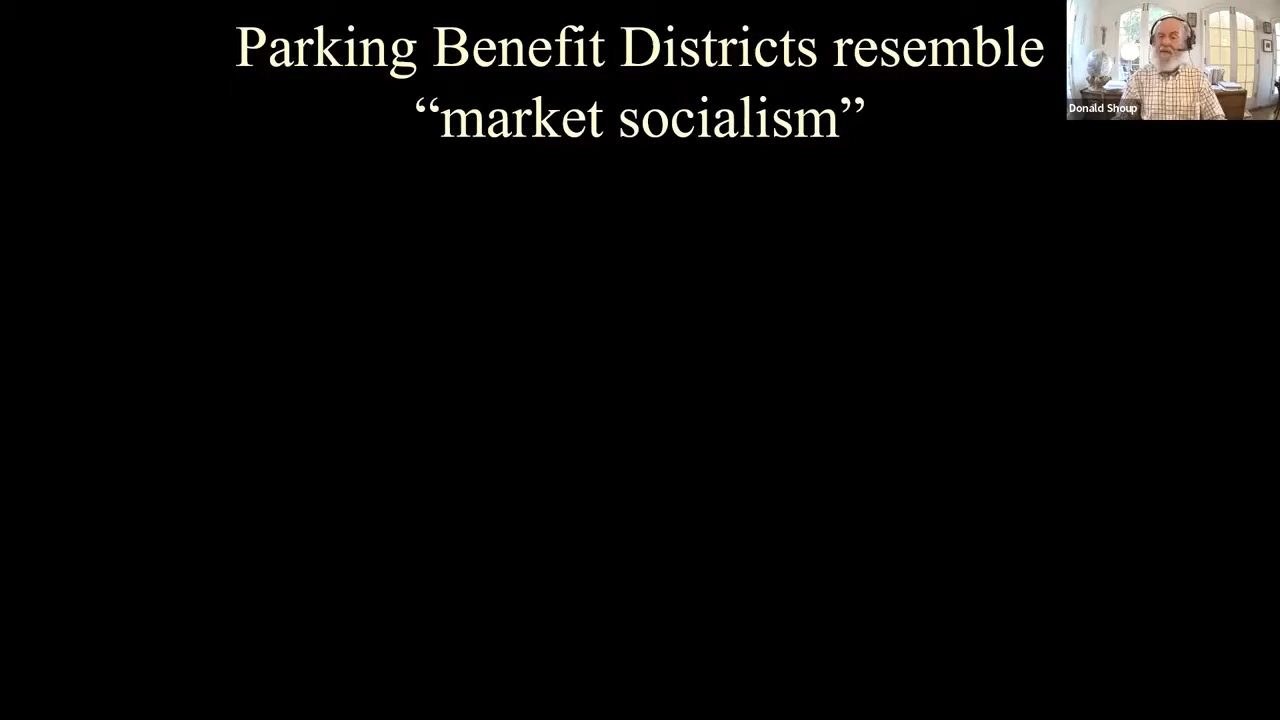 Parking Benefit Districts resemble
“market socialism”
Donald Shoup